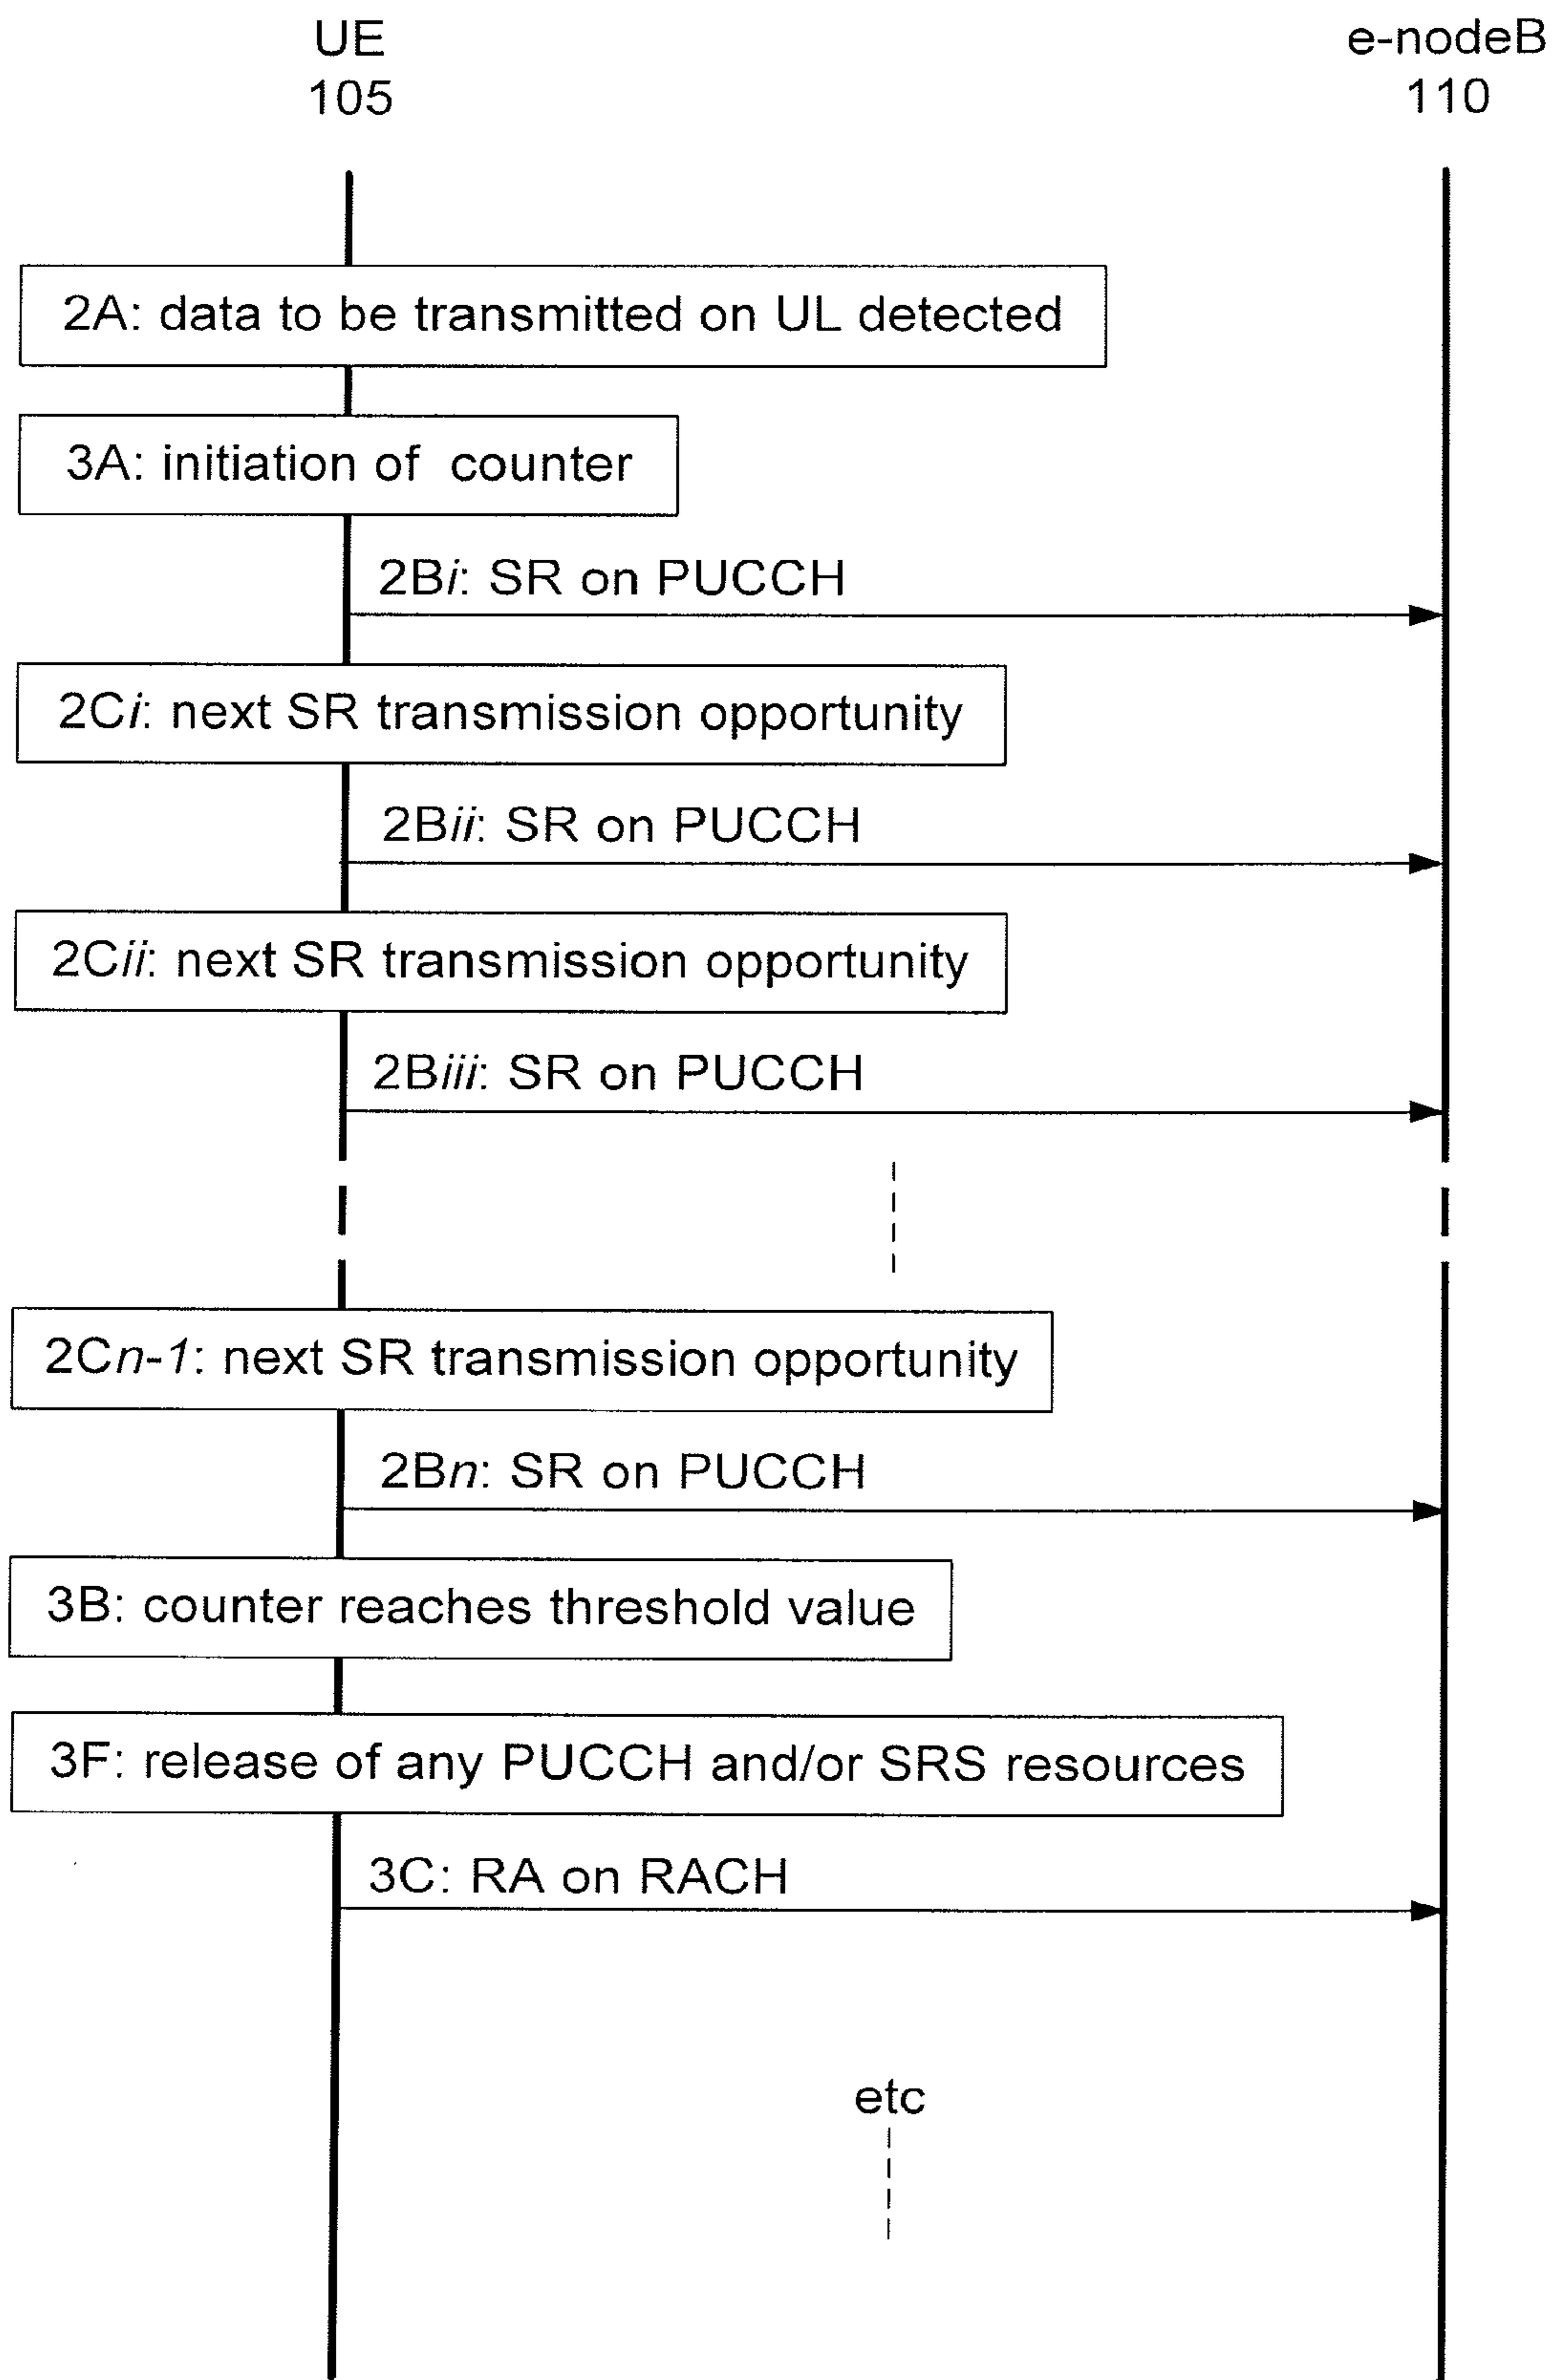 UE
105
e-nodeB
110
2A: data to be transmitted on UL detected
3A: initiation of counter
2Bi: SR on PUCCH
2Ci: next SR transmission opportunity
2Bii: SR on PUCCH
2Cii: next SR transmission opportunity
2Biii: SR on PUCCH
2Cn-1: next SR transmission opportunity
2Bn: SR on PUCCH
3B: counter reaches threshold value
3F: release of any PUCCH and/or SRS resources
3C: RA on RACH
etc